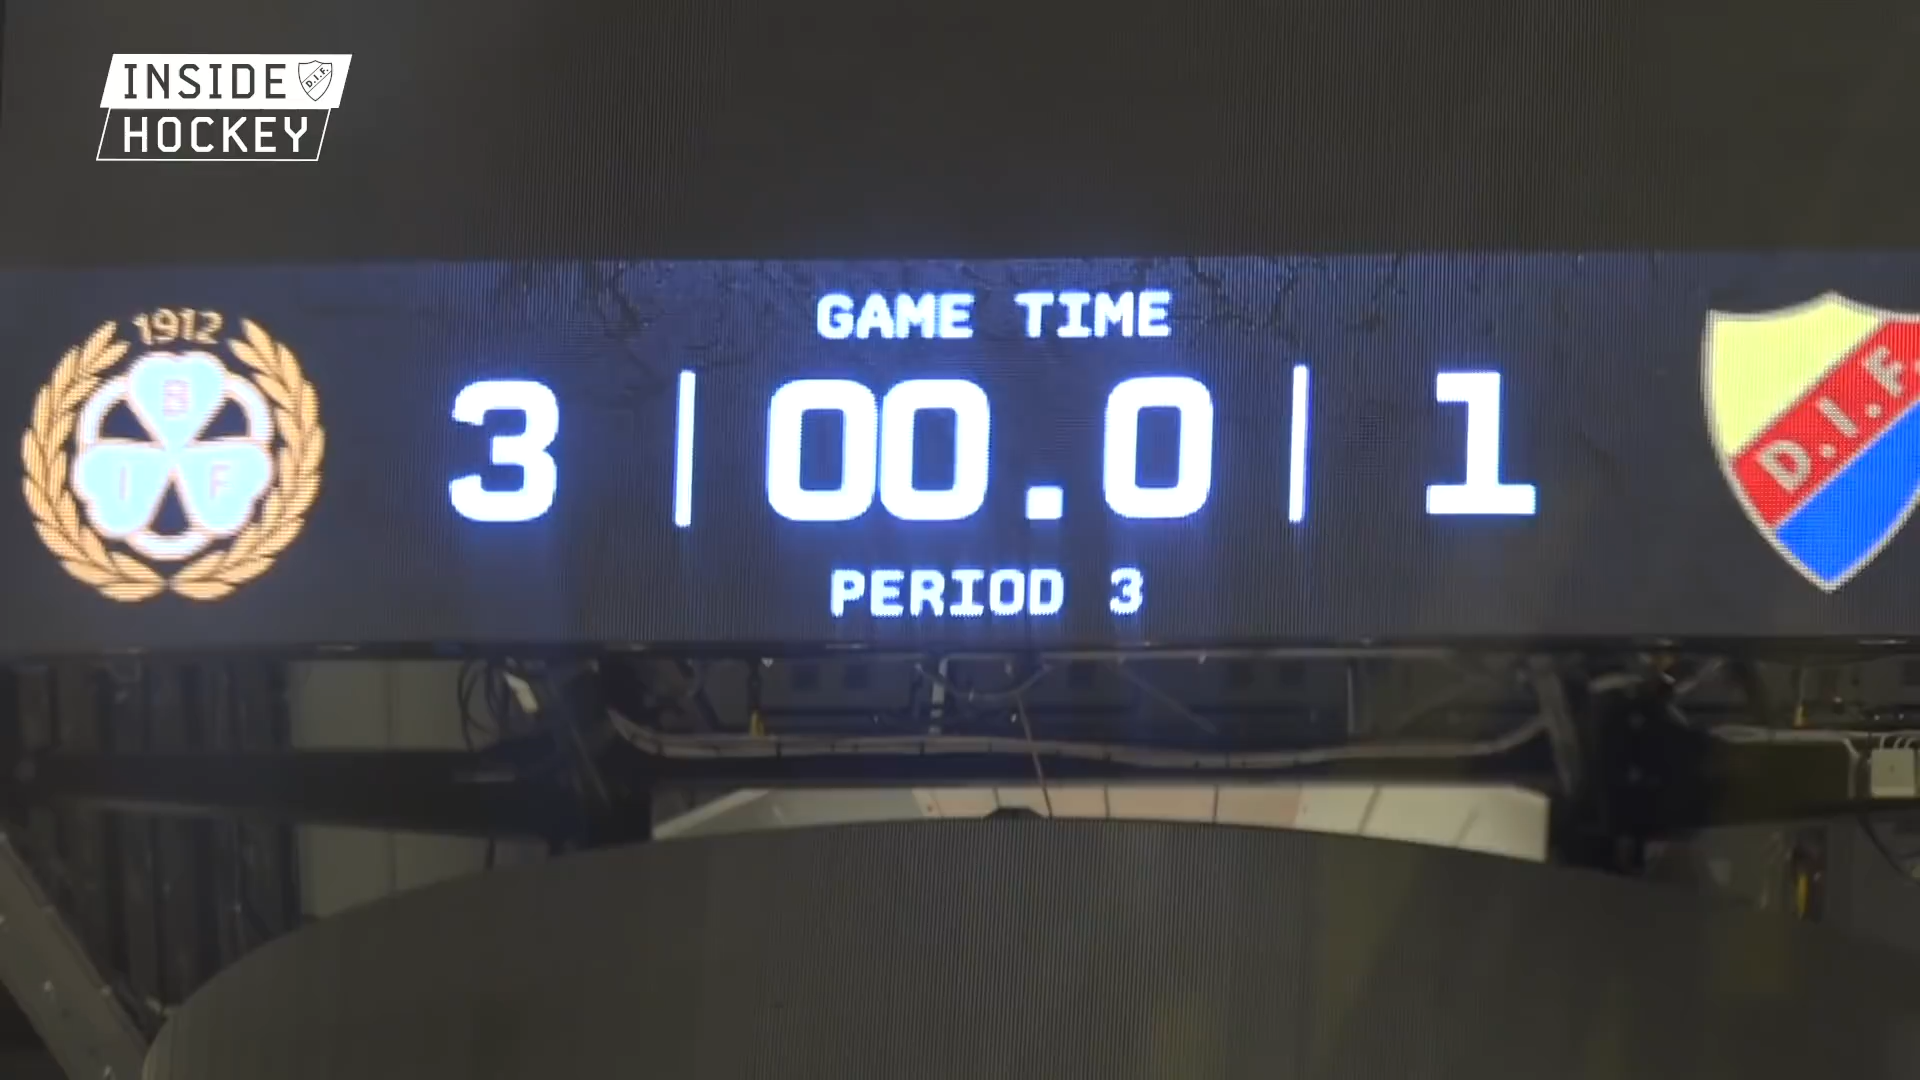 INSIDE D.I.F.
HOCKEY
1912
B
I F
GAME TIME
3 | 00.0 | 1
PERIOD 3
D.I.F.